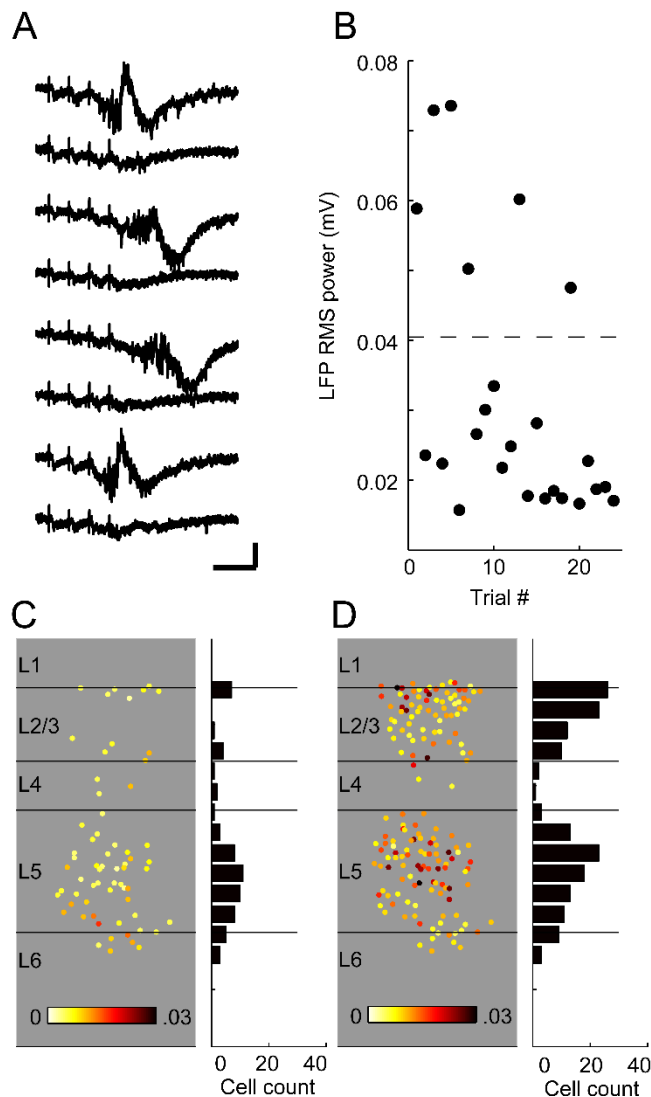 A
B
LFP RMS power (mV)
0.08
0.06
0.04
0.02
0
10
20
Trial #
C
L1
L2/3
L4
L5
L6
0
.03
0
20
40
Cell count
D
L1
L2/3
L4
L5
L6
0
.03
0
20
40
Cell count